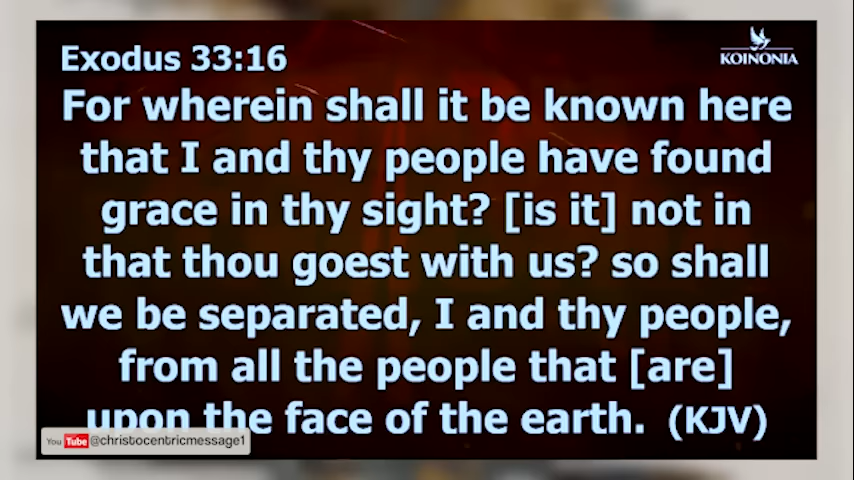 Exodus 33:16
KOINONIA
For wherein shall it be known here
that I and thy people have found
grace in thy sight? [is it] not in
that thou goest with us? so shall
we be separated, I and thy people,
from all the people that [are]
upon the face of the earth. (KJV)
You Tube @christocentricmessage1